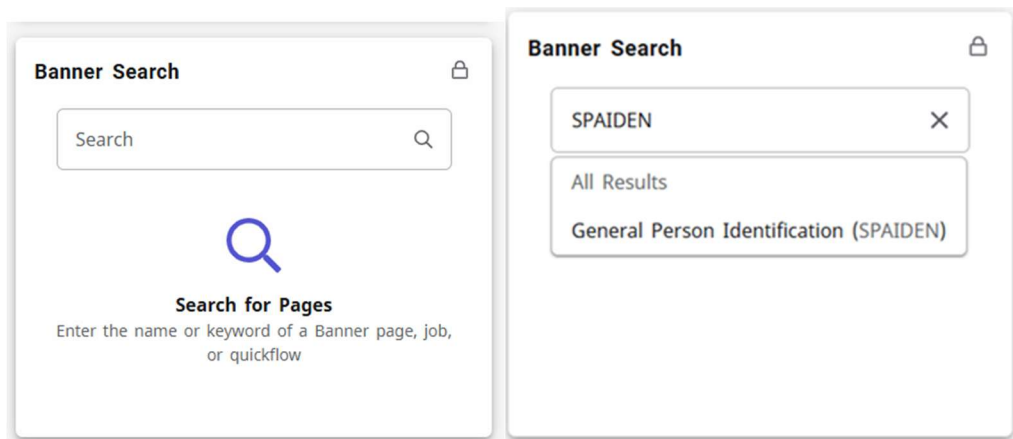 Banner Search
Search
Search for Pages
Enter the name or keyword of a Banner page, job,
or quickflow
Banner Search
SPAIDEN
All Results
General Person Identification (SPAIDEN)